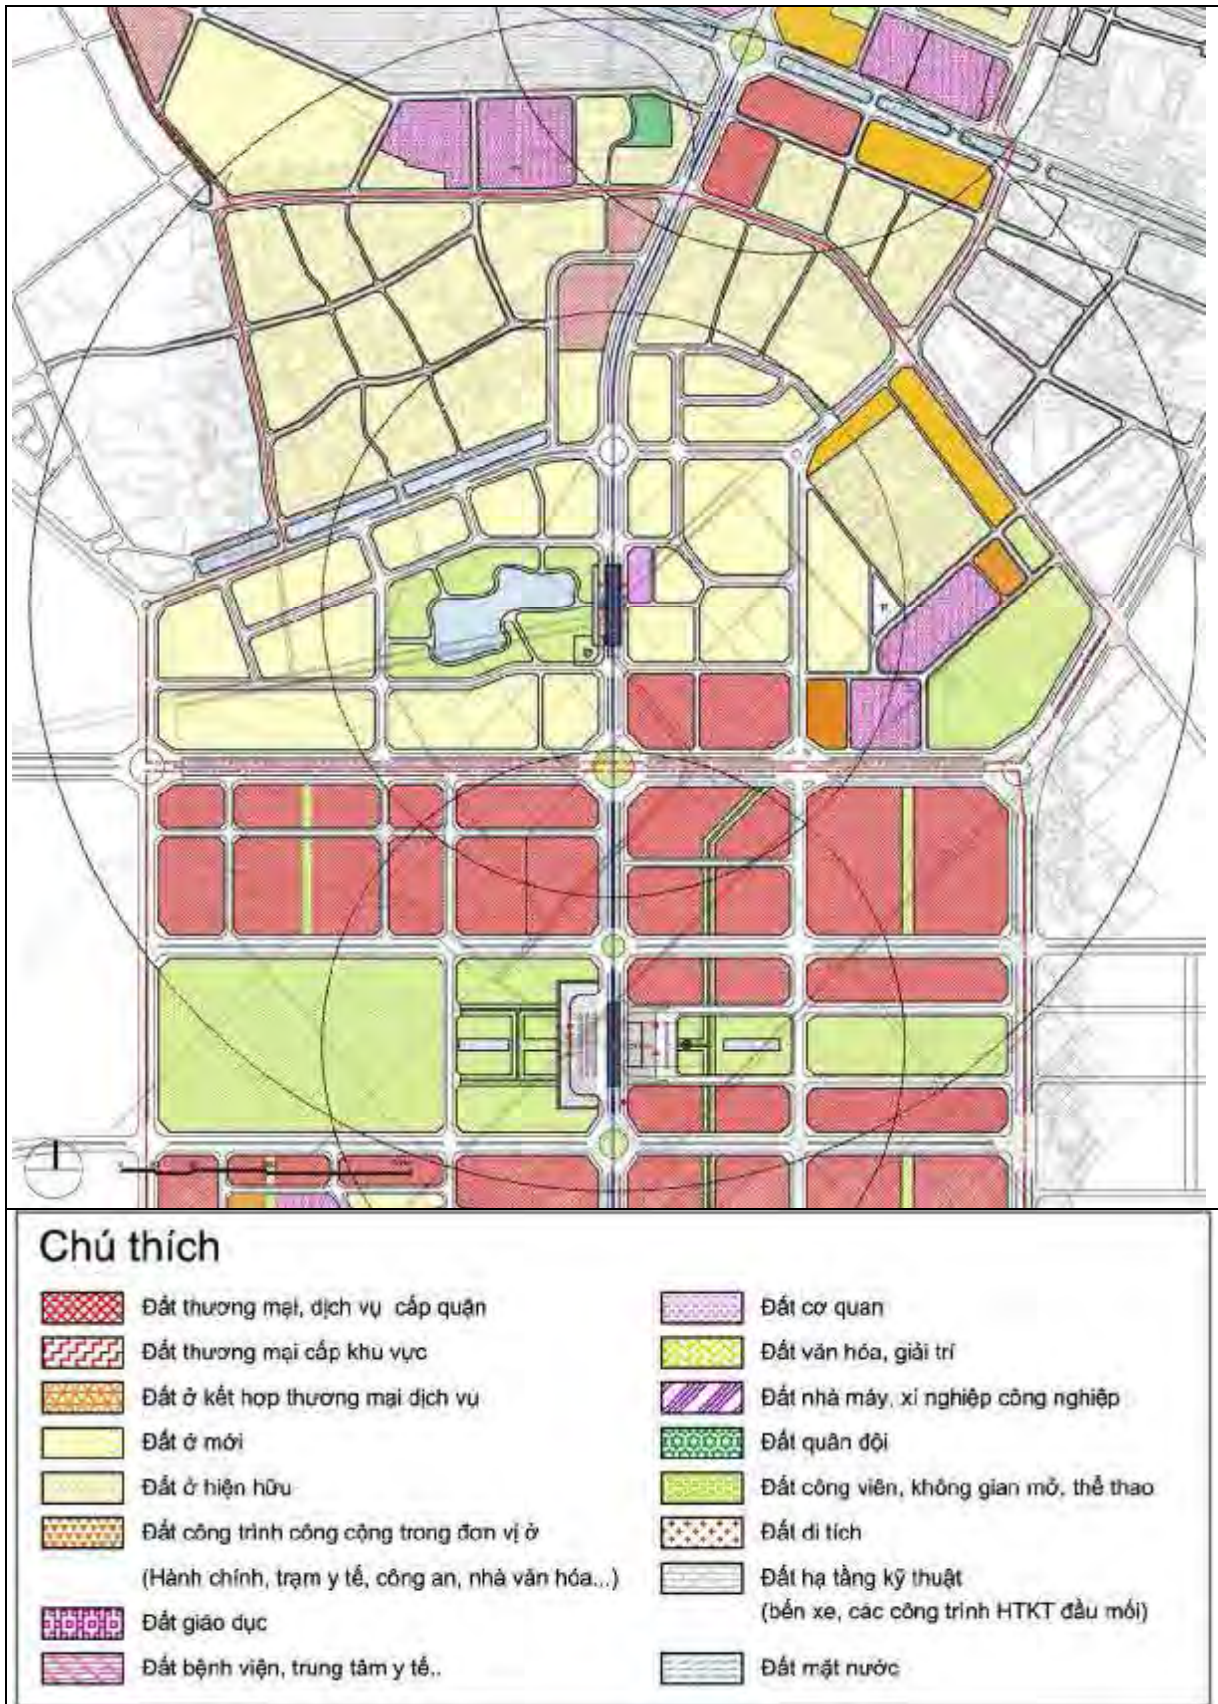 Chú thích
Đất thương mại, dịch vụ cấp quận
Đất thương mại cấp khu vực
Đất ở kết hợp thương mại dịch vụ
Đất ở mới
Đất ở hiện hữu
Đất công trình công cộng trong đơn vị ở
(Hành chính, trạm y tế, công an, nhà văn hóa...)
Đất giáo dục
Đất bệnh viện, trung tâm y tế..
Đất cơ quan
Đất văn hóa, giải trí
Đất nhà máy, xí nghiệp công nghiệp
Đất quân đội
Đất công viên, không gian mở, thể thao
Đất di tích
Đất hạ tầng kỹ thuật
(bến xe, các công trình HTKT đầu mối)
Đất mặt nước